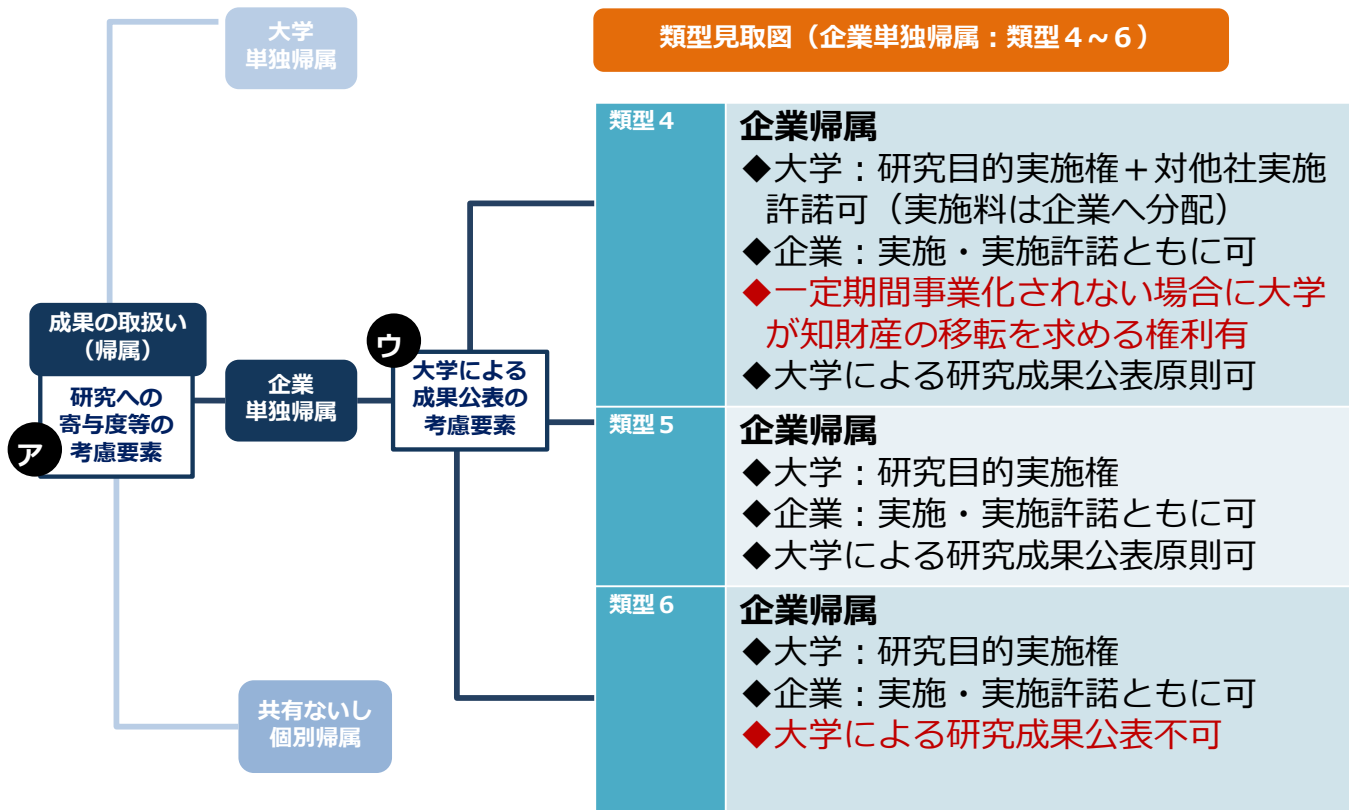 類型見取図（企業単独帰属：類型４～６）
大学
単独帰属
成果の取扱い
（帰属）
研究への
寄与度等の
考慮要素
ア
企業
単独帰属
ウ
大学による
成果公表の
考慮要素
共有ないし
個別帰属
類型４
企業帰属
◆大学：研究目的実施権＋対他社実施
許諾可（実施料は企業へ分配）
◆企業：実施・実施許諾ともに可
◆一定期間事業化されない場合に大学
が知財産の移転を求める権利有
◆大学による研究成果公表原則可
類型５
企業帰属
◆大学：研究目的実施権
◆企業：実施・実施許諾ともに可
◆大学による研究成果公表原則可
類型６
企業帰属
◆大学：研究目的実施権
◆企業：実施・実施許諾ともに可
◆大学による研究成果公表不可